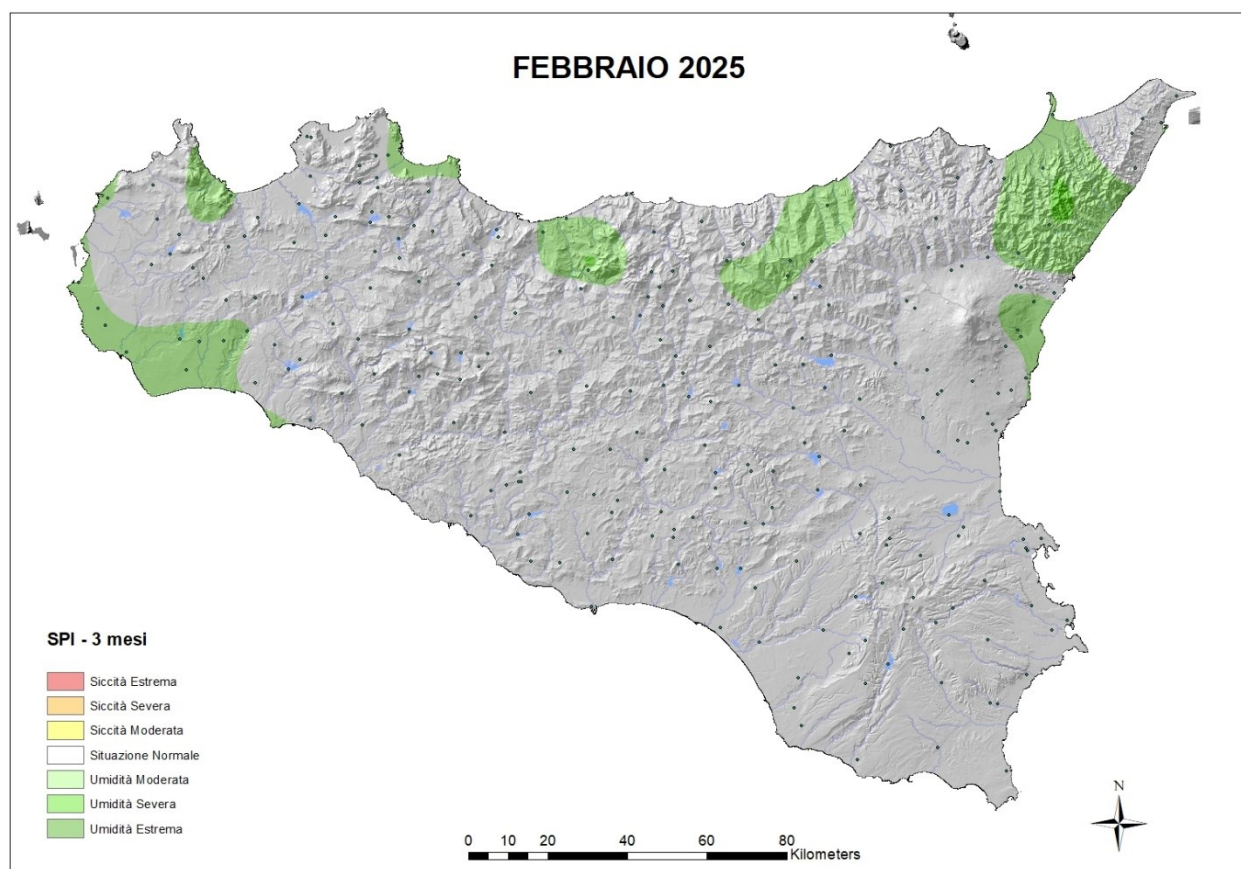 FEBBRAIO 2025
SPI - 3 mesi
Siccità Estrema
Siccità Severa
Siccità Moderata
Situazione Normale
Umidità Moderata
Umidità Severa
Umidità Estrema
0 10 20 40 60 80
Kilometers
N